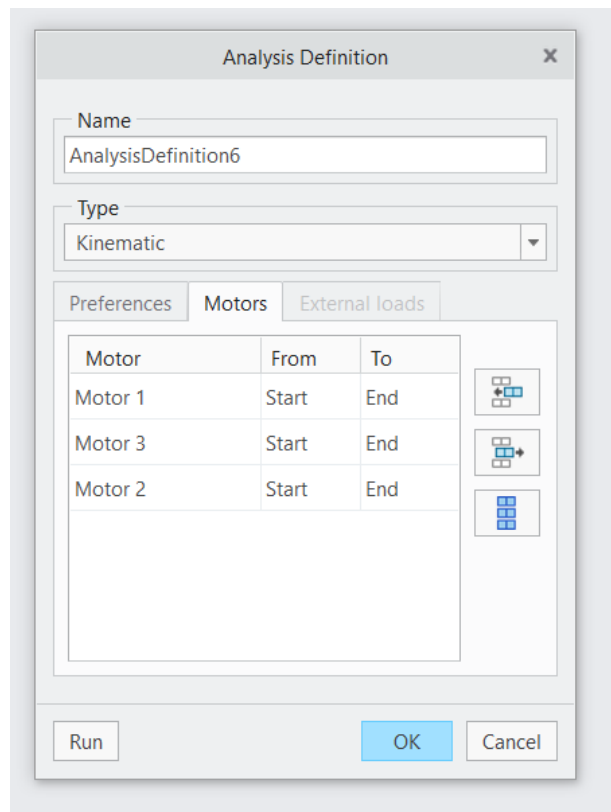 Analysis Definition
Name
AnalysisDefinition6
Type
Kinematic
Preferences Motors External loads
Motor From To
Motor 1 Start End
Motor 3 Start End
Motor 2 Start End
Run OK Cancel